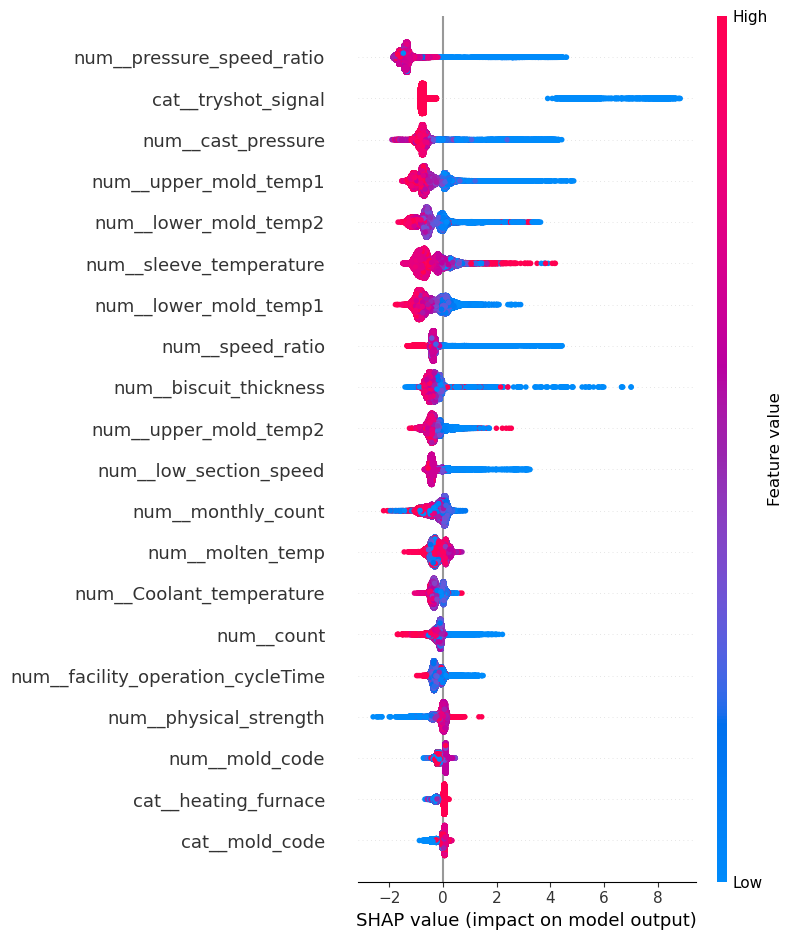 High
num__pressure_speed_ratio
cat__tryshot_signal
num__cast_pressure
num__upper_mold_temp1
num__lower_mold_temp2
num__sleeve_temperature
num__lower_mold_temp1
num__speed_ratio
num__biscuit_thickness
num__upper_mold_temp2
num__low_section_speed
num__monthly_count
num__molten_temp
num__Coolant_temperature
num__count
num__facility_operation_cycleTime
num__physical_strength
num__mold_code
cat__heating_furnace
cat__mold_code
Feature value
Low
−2 0 2 4 6 8
SHAP value (impact on model output)